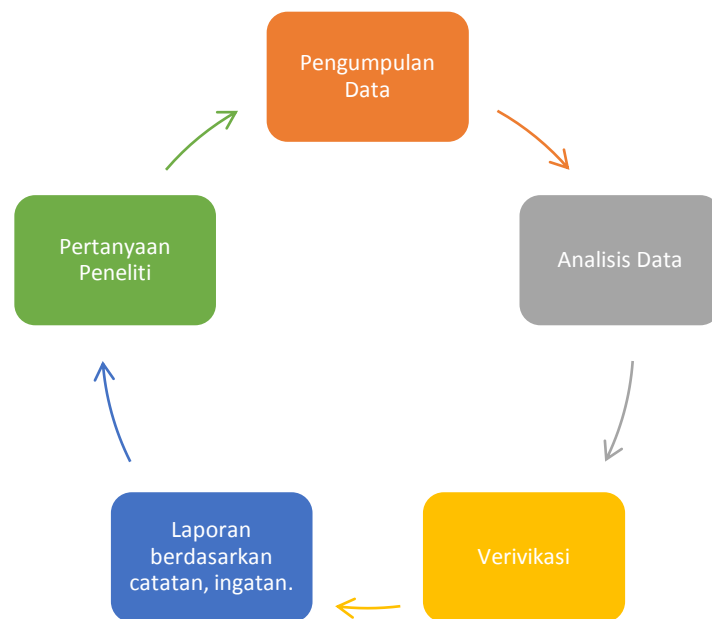 Pengumpulan
Data
Analisis Data
Verivikasi
Laporan
berdasarkan
catatan, ingatan.
Pertanyaan
Peneliti